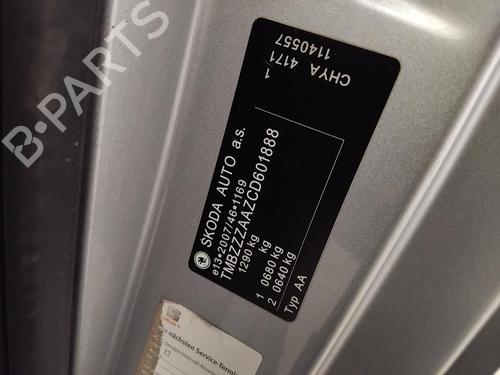 B-PARTS
SKODA AUTO a.s.
e13*2007/46*1169
TMBZZZAAZCD601888
1290 kg
kg
1 0680 kg
2 0640 kg
Typ AA
CHYA 4171 1
1140557
nächsten Service-Termin